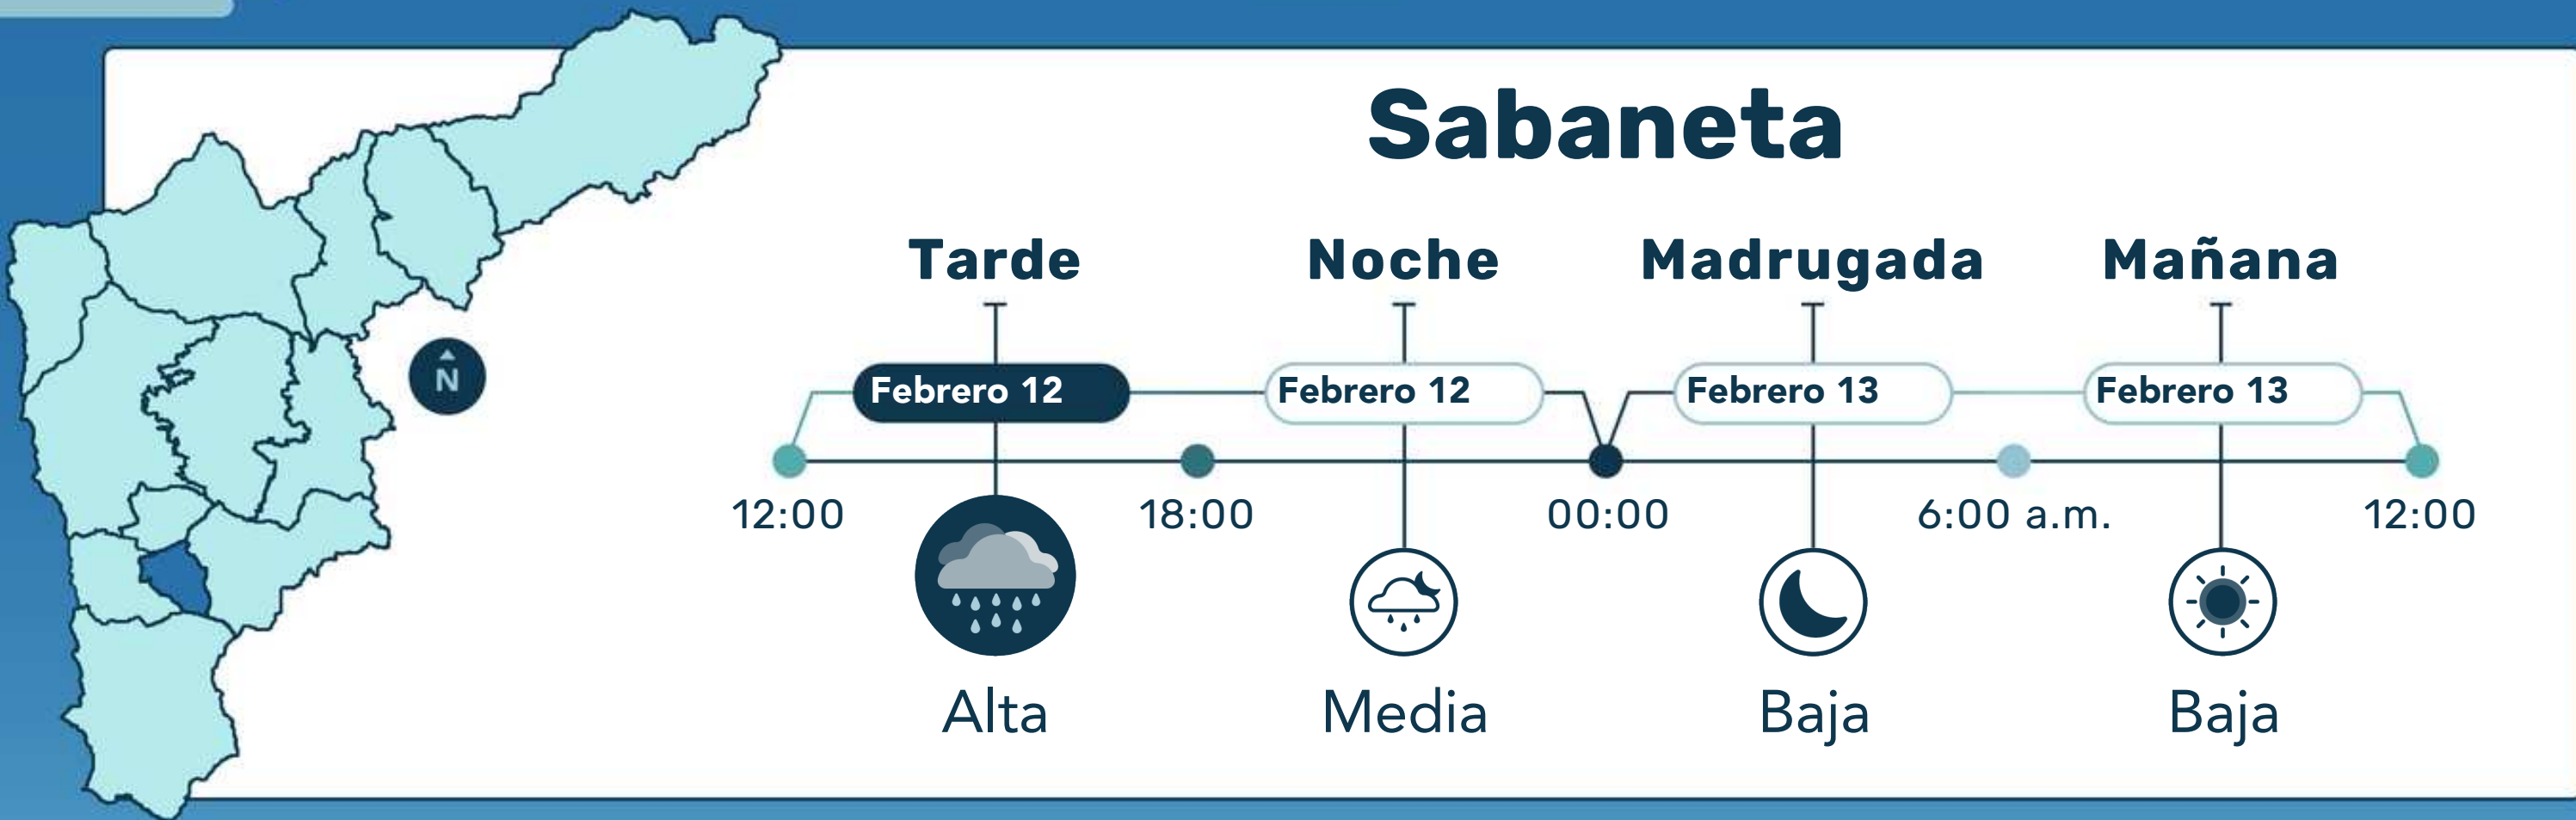 Sabaneta
Tarde Noche Madrugada Mañana
N
Febrero 12 Febrero 12 Febrero 13 Febrero 13
12:00 18:00 00:00 6:00 a.m. 12:00
Alta Media Baja Baja